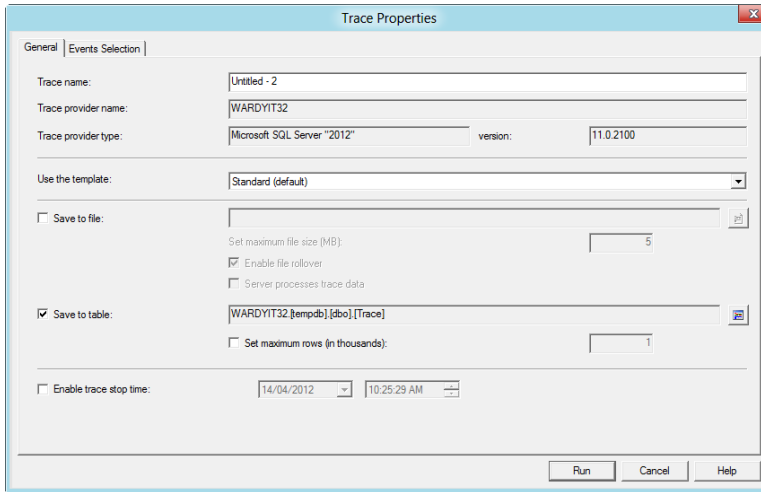 Trace Properties
General Events Selection
Trace name: Untitled - 2
Trace provider name: WARDYIT32
Trace provider type: Microsoft SQL Server "2012" version: 11.0.2100
Use the template: Standard (default)
Save to file:
Set maximum file size (MB): 5
Enable file rollover
Server processes trace data
Save to table: WARDYIT32.[tempdb].[dbo].[Trace]
Set maximum rows (in thousands): 1
Enable trace stop time: 14/04/2012 10:25:29 AM
Run Cancel Help